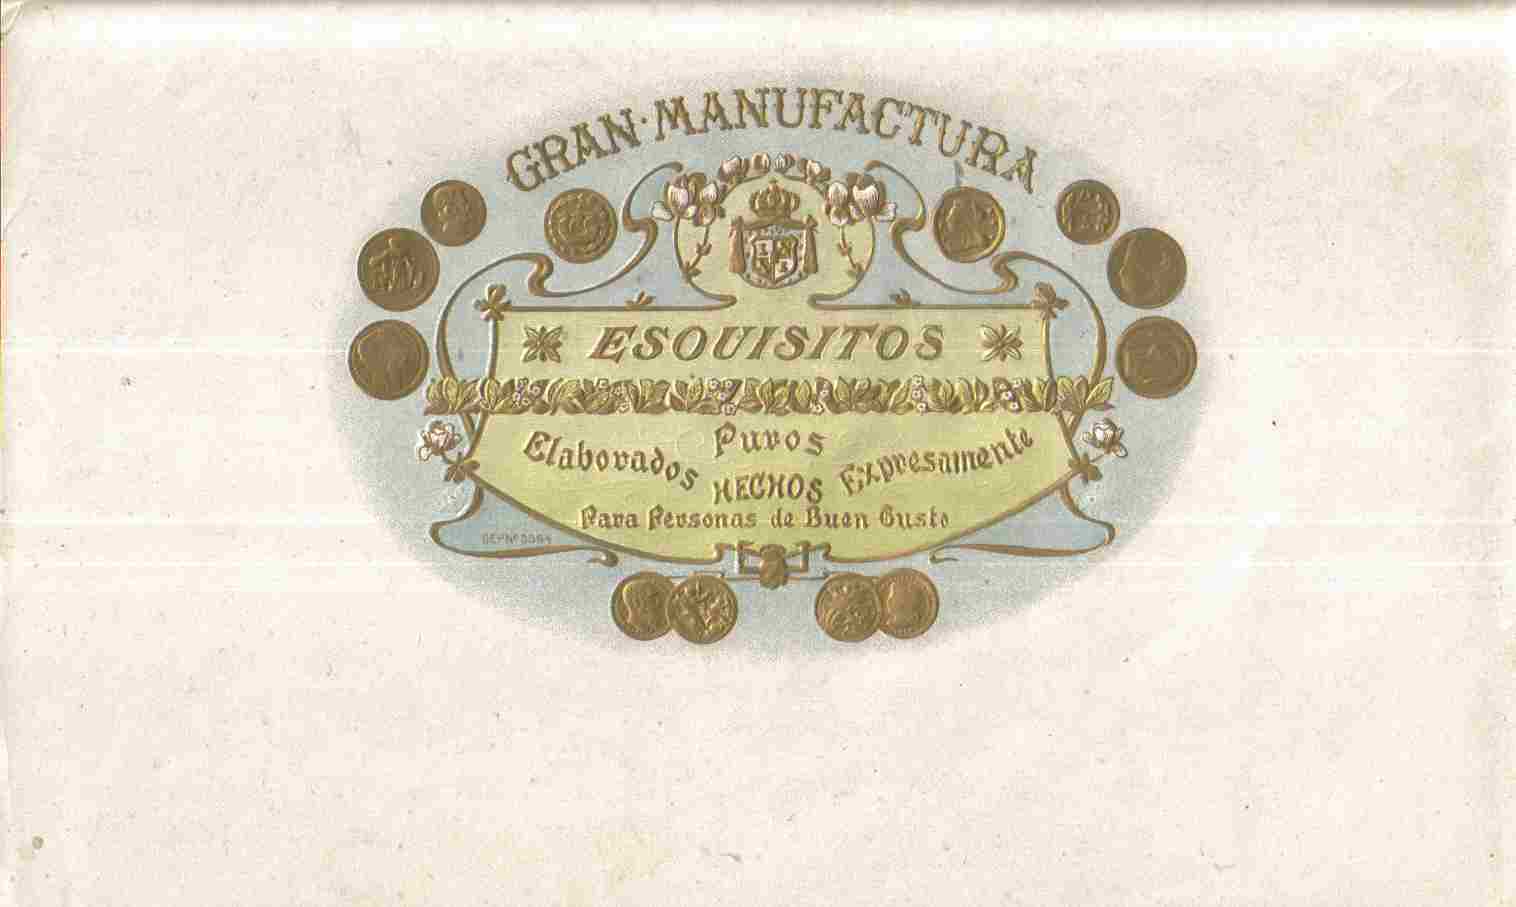 GRAN·MANUFACTURA
ESQUISITOS
Puros
Elaborados HECHOS Expresamente
Para Personas de Buen Gusto